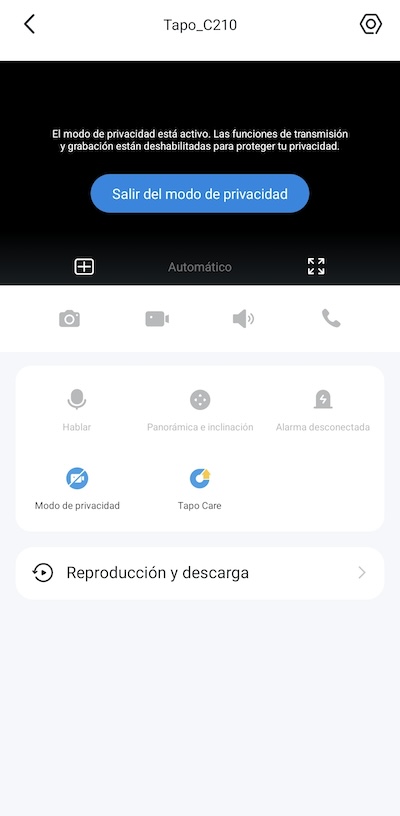 Tapo_C210
El modo de privacidad está activo. Las funciones de transmisión
y grabación están deshabilitadas para proteger tu privacidad.
Salir del modo de privacidad
Automático
Hablar
Panorámica e inclinación
Alarma desconectada
Modo de privacidad
Tapo Care
Reproducción y descarga